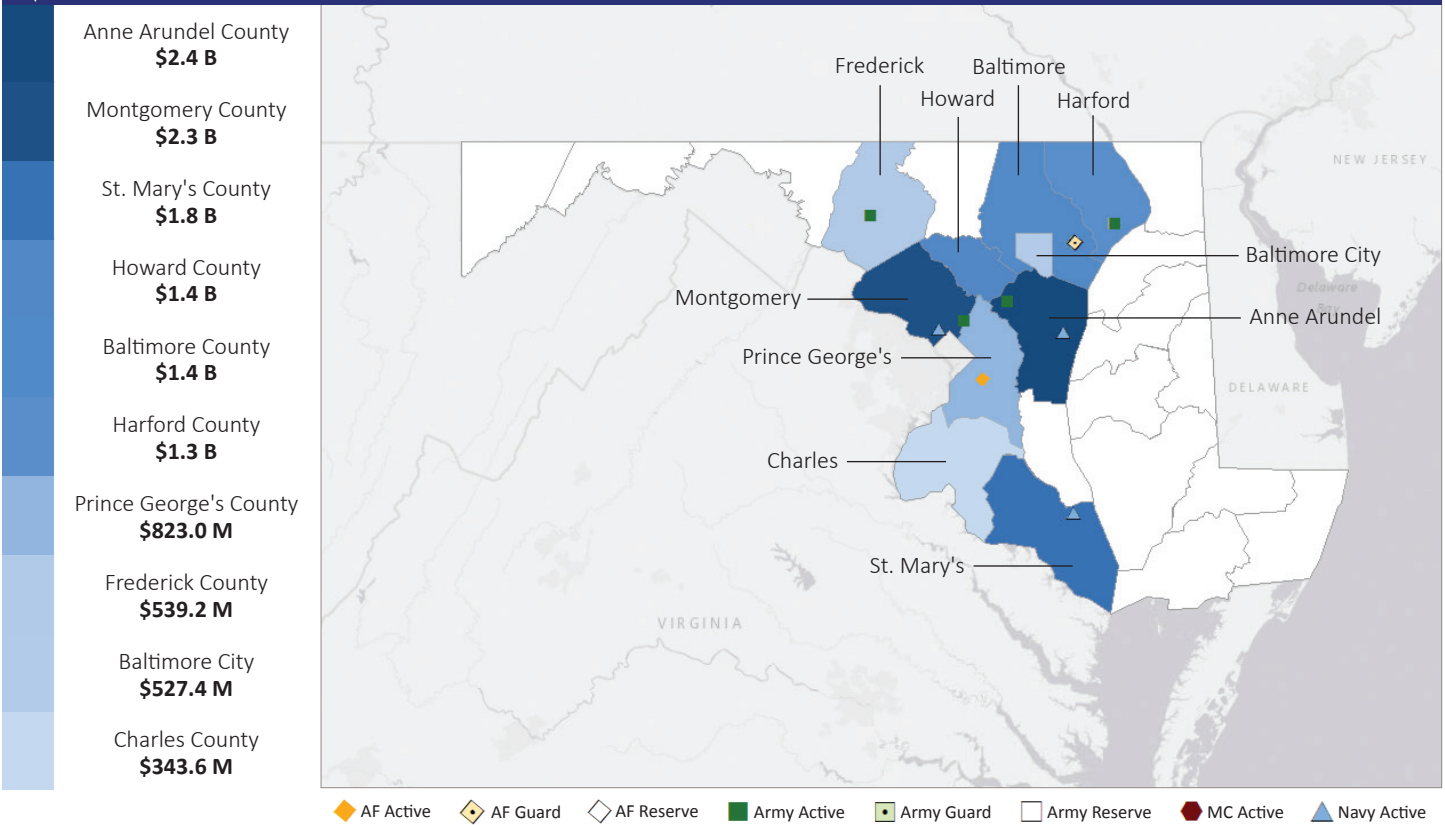 Anne Arundel County
$2.4 B
Montgomery County
$2.3 B
St. Mary's County
$1.8 B
Howard County
$1.4 B
Baltimore County
$1.4 B
Harford County
$1.3 B
Prince George's County
$823.0 M
Frederick County
$539.2 M
Baltimore City
$527.4 M
Charles County
$343.6 M
Frederick
Baltimore
Howard
Harford
NEW JERSEY
Baltimore City
Delaware
Bay
Montgomery
Anne Arundel
Prince George's
DELAWARE
Charles
St. Mary's
VIRGINIA
AF Active
AF Guard
AF Reserve
Army Active
Army Guard
Army Reserve
MC Active
Navy Active